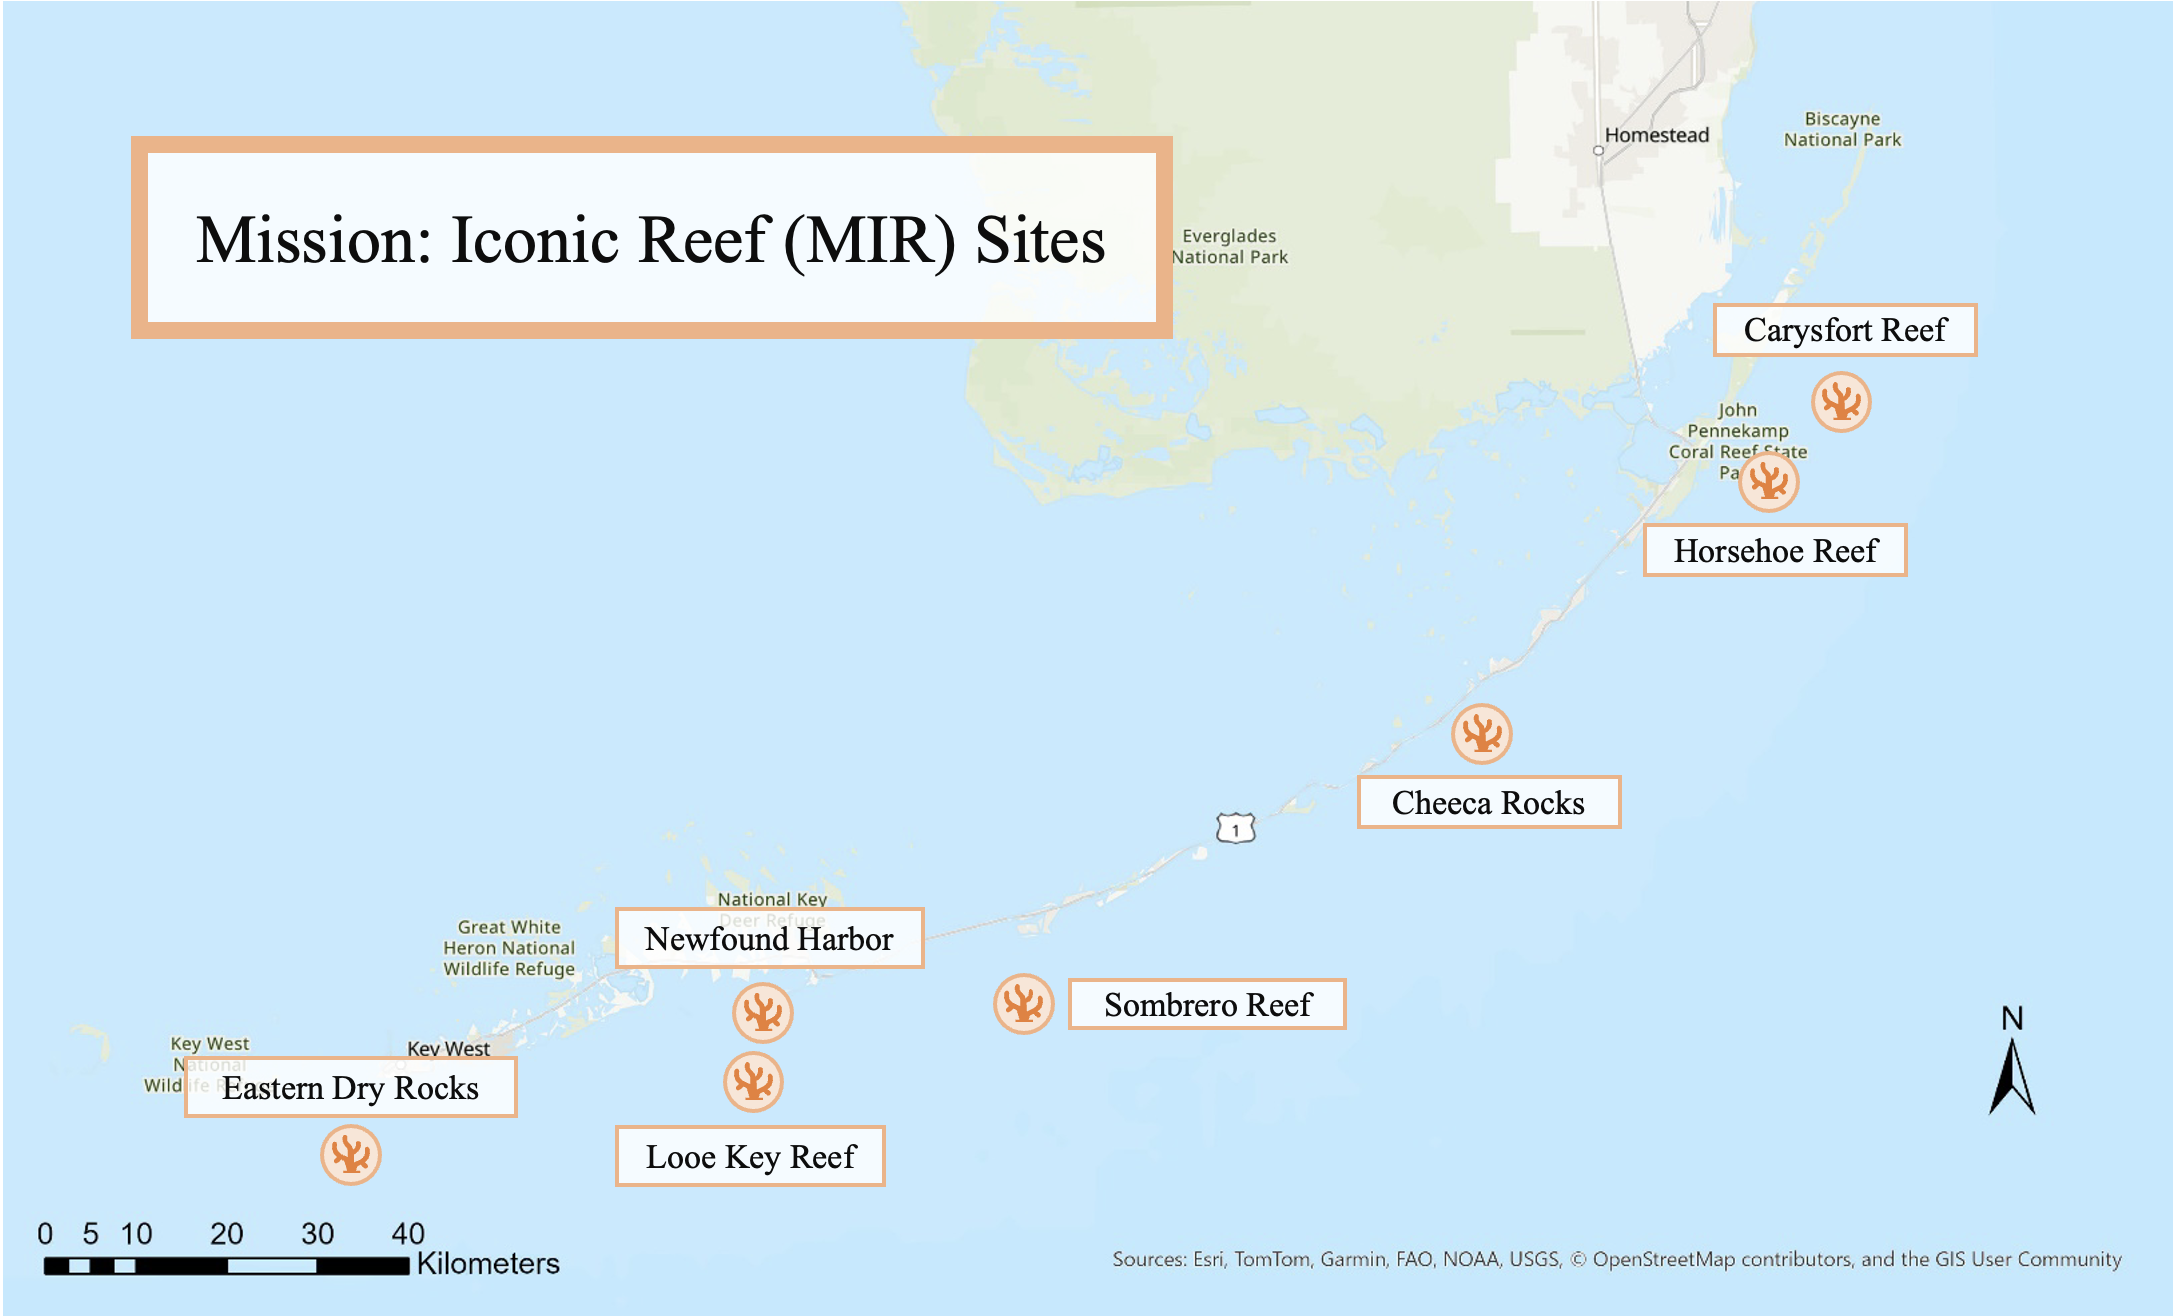 Biscayne
National Park
Homestead
Mission: Iconic Reef (MIR) Sites
Everglades
National Park
Carysfort Reef
John
Pennekamp
Coral Reef State
Pa
Horsehoe Reef
Cheeca Rocks
1
National Key
Deer Refuge
Newfound Harbor
Great White
Heron National
Wildlife Refuge
Sombrero Reef
N
Key West
National
Wildlife R
Key West
Eastern Dry Rocks
Looe Key Reef
0 5 10 20 30 40
Kilometers
Sources: Esri, TomTom, Garmin, FAO, NOAA, USGS, © OpenStreetMap contributors, and the GIS User Community